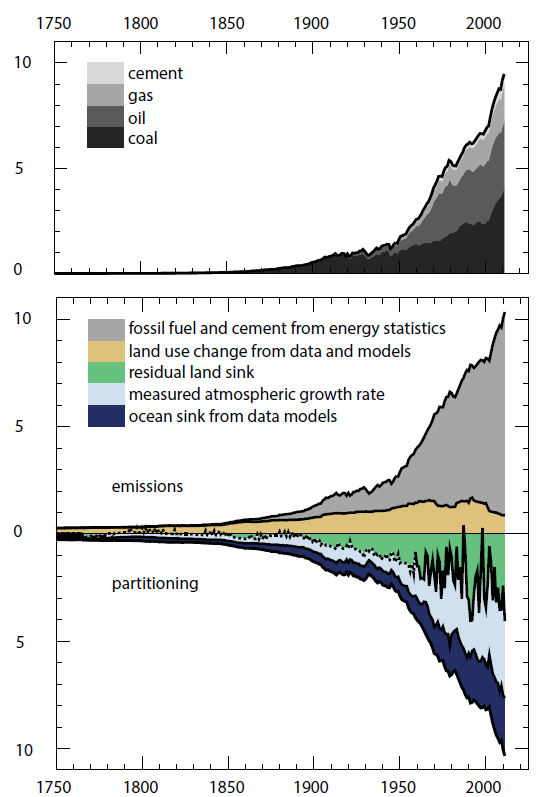 1750 1800 1850 1900 1950 2000
10
cement
gas
oil
coal
5
0
10
fossil fuel and cement from energy statistics
land use change from data and models
residual land sink
measured atmospheric growth rate
ocean sink from data models
5
emissions
0
partitioning
5
10
1750 1800 1850 1900 1950 2000